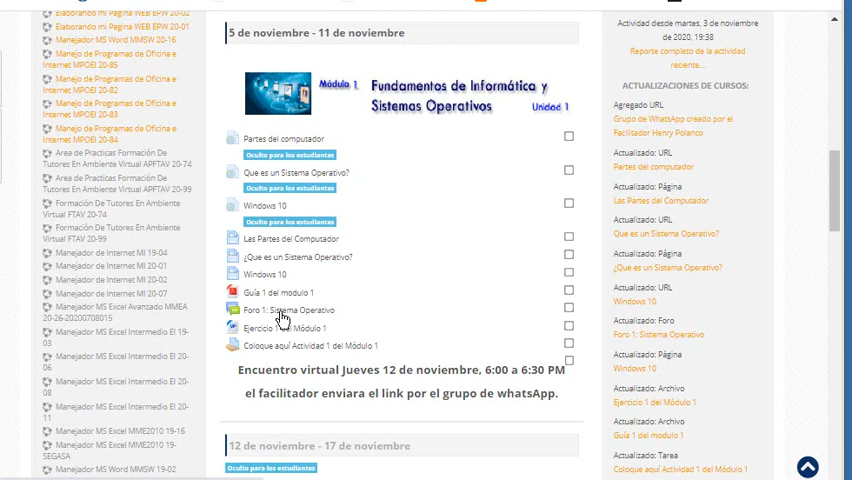 Elaborando mi Pagina WEB EPW 20-02
Elaborando mi Pagina WEB EPW 20-01
Manejador MS Word MMSW 20-16
Manejo de Programas de Oficina e
Internet MPOEI 20-85
Manejo de Programas de Oficina e
Internet MPOEI 20-82
Manejo de Programas de Oficina e
Internet MPOEI 20-83
Manejo de Programas de Oficina e
Internet MPOEI 20-84
Area de Practicas Formación De
Tutores En Ambiente Virtual APFTAV 20-74
Area de Practicas Formación De
Tutores En Ambiente Virtual APFTAV 20-99
Formación De Tutores En Ambiente
Virtual FTAV 20-74
Formación De Tutores En Ambiente
Virtual FTAV 20-99
Manejador de Internet MI 19-04
Manejador de Internet MI 20-01
Manejador de Internet MI 20-02
Manejador de Internet MI 20-07
Manejador MS Excel Avanzado MMEA
20-26-20200708015
Manejador MS Excel Intermedio EI 19-
03
Manejador MS Excel Intermedio EI 20-
06
Manejador MS Excel Intermedio EI 20-
08
Manejador MS Excel Intermedio EI 20-
11
Manejador MS Excel MME2010 19-16
Manejador MS Excel MME2010 19-
SEGASA
Manejador MS Word MMSW 19-02
5 de noviembre - 11 de noviembre
Módulo 1
Fundamentos de Informática y
Sistemas Operativos
Unidad 1
Partes del computador
Oculto para los estudiantes
Que es un Sistema Operativo?
Oculto para los estudiantes
Windows 10
Oculto para los estudiantes
Las Partes del Computador
¿Que es un Sistema Operativo?
Windows 10
Guía 1 del modulo 1
Foro 1: Sistema Operativo
Ejercicio 1 del Módulo 1
Coloque aquí Actividad 1 del Módulo 1
Encuentro virtual Jueves 12 de noviembre, 6:00 a 6:30 PM
el facilitador enviara el link por el grupo de whatsApp.
12 de noviembre - 17 de noviembre
Oculto para los estudiantes
Actividad desde martes, 3 de noviembre
de 2020, 19:38
Reporte completo de la actividad
reciente...
ACTUALIZACIONES DE CURSOS:
Agregado URL
Grupo de WhatsApp creado por el
Facilitador Henry Polanco
Actualizado: URL
Partes del computador
Actualizado: Página
Las Partes del Computador
Actualizado: URL
Que es un Sistema Operativo?
Actualizado: Página
¿Que es un Sistema Operativo?
Actualizado: URL
Windows 10
Actualizado: Foro
Foro 1: Sistema Operativo
Actualizado: Página
Windows 10
Actualizado: Archivo
Ejercicio 1 del Módulo 1
Actualizado: Archivo
Guía 1 del modulo 1
Actualizado: Tarea
Coloque aquí Actividad 1 del Módulo 1